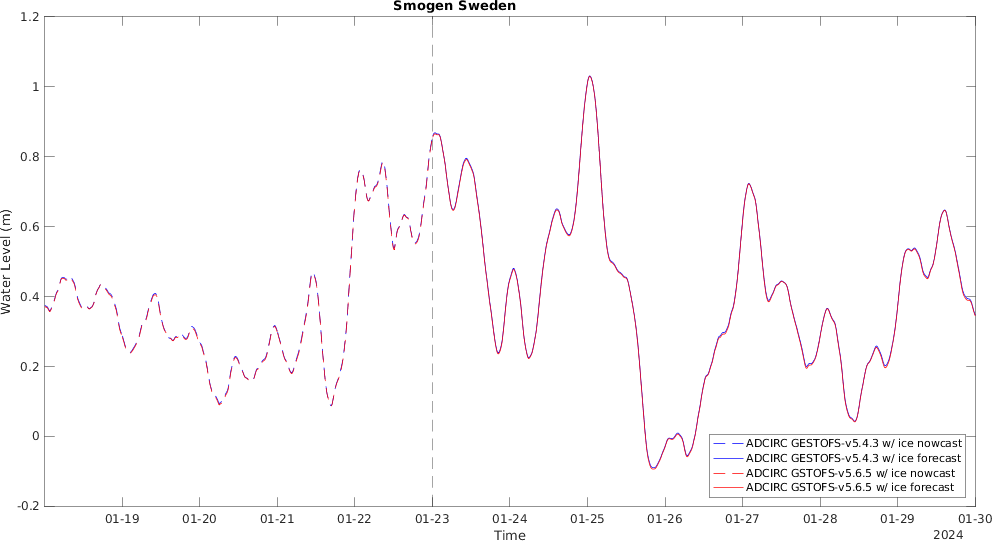 Smogen Sweden
Water Level (m)
1.2
1
0.8
0.6
0.4
0.2
0
-0.2
ADCIRC GESTOFS-v5.4.3 w/ ice nowcast
ADCIRC GESTOFS-v5.4.3 w/ ice forecast
ADCIRC GSTOFS-v5.6.5 w/ ice nowcast
ADCIRC GSTOFS-v5.6.5 w/ ice forecast
01-19 01-20 01-21 01-22 01-23 01-24 01-25 01-26 01-27 01-28 01-29 01-30
Time
2024